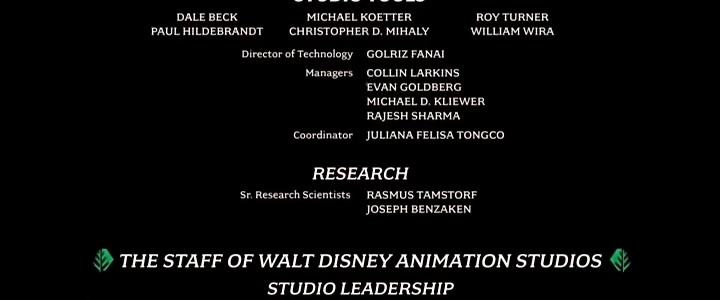 STUDIO TOOLS
DALE BECK MICHAEL KOETTER ROY TURNER
PAUL HILDEBRANDT CHRISTOPHER D. MIHALY WILLIAM WIRA
Director of Technology GOLRIZ FANAI
Managers COLLIN LARKINS
EVAN GOLDBERG
MICHAEL D. KLIEWER
RAJESH SHARMA
Coordinator JULIANA FELISA TONGCO
RESEARCH
Sr. Research Scientists RASMUS TAMSTORF
JOSEPH BENZAKEN
THE STAFF OF WALT DISNEY ANIMATION STUDIOS
STUDIO LEADERSHIP